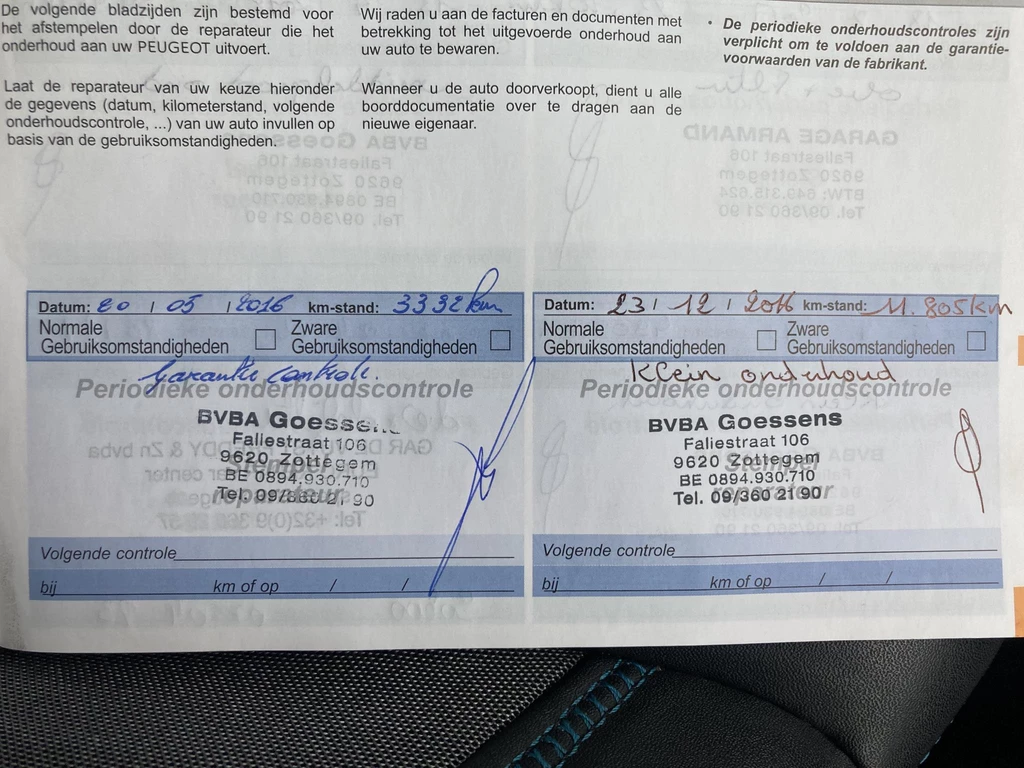 De volgende bladzijden zijn bestemd voor
het afstempelen door de reparateur die het
onderhoud aan uw PEUGEOT uitvoert.
Laat de reparateur van uw keuze hieronder
de gegevens (datum, kilometerstand, volgende
onderhoudscontrole, ...) van uw auto invullen op
basis van de gebruiksomstandigheden.
Wij raden u aan de facturen en documenten met
betrekking tot het uitgevoerde onderhoud aan
uw auto te bewaren.
Wanneer u de auto doorverkoopt, dient u alle
boorddocumentatie over te dragen aan de
nieuwe eigenaar.
• De periodieke onderhoudscontroles zijn
verplicht om te voldoen aan de garantie-
voorwaarden van de fabrikant.
Datum: 20 / 05 / 2016 km-stand: 3332 km
Normale
Gebruiksomstandigheden
Zware
Gebruiksomstandigheden
Garantie controle.
Periodieke onderhoudscontrole
BVBA Goessens
Faliestraat 106
9620 Zottegem
BE 0894.930.710
Tel. 09/360 21 90
Volgende controle
bij km of op / /
Datum: 23 / 12 / 2016 km-stand: 11.805 km
Normale
Gebruiksomstandigheden
Zware
Gebruiksomstandigheden
Klein onderhoud
Periodieke onderhoudscontrole
BVBA Goessens
Faliestraat 106
9620 Zottegem
Stempel
BE 0894.930.710
reparateur
Tel. 09/360 21 90
Volgende controle
bij km of op / /